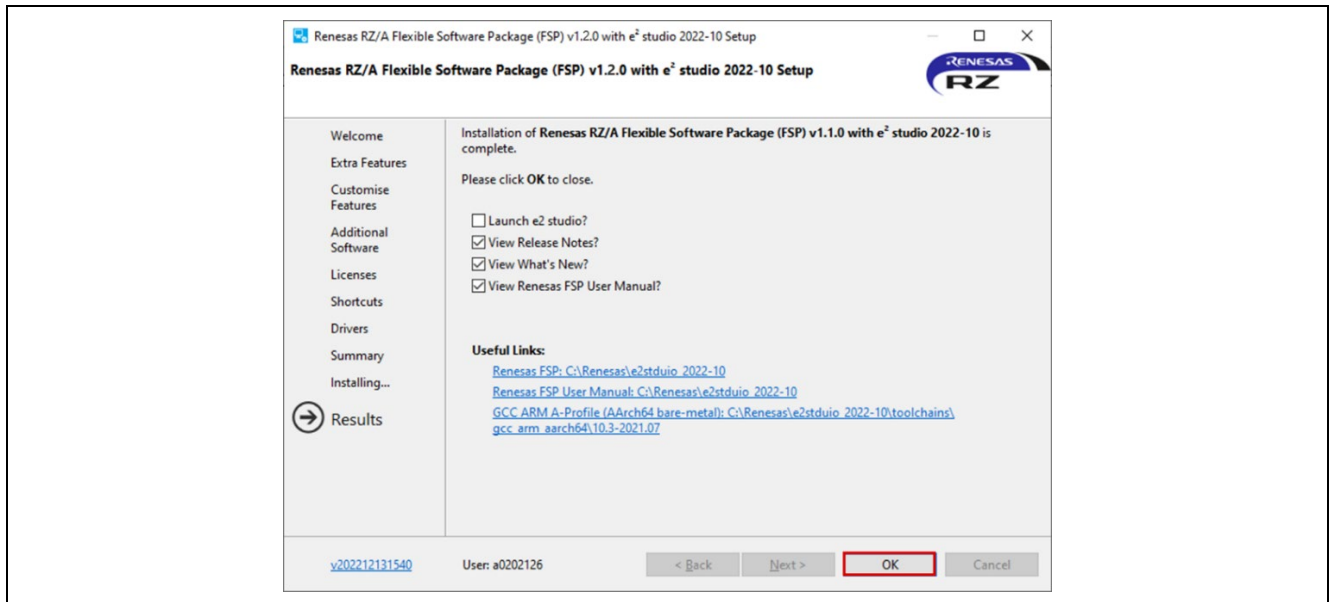 Renesas RZ/A Flexible Software Package (FSP) v1.2.0 with e² studio 2022-10 Setup
Renesas RZ/A Flexible Software Package (FSP) v1.2.0 with e² studio 2022-10 Setup
RENESAS
RZ
Welcome
Extra Features
Customise
Features
Additional
Software
Licenses
Shortcuts
Drivers
Summary
Installing...
Results
Installation of Renesas RZ/A Flexible Software Package (FSP) v1.1.0 with e² studio 2022-10 is
complete.
Please click OK to close.
Launch e2 studio?
View Release Notes?
View What's New?
View Renesas FSP User Manual?
Useful Links:
Renesas FSP: C:\Renesas\e2stduio_2022-10
Renesas FSP User Manual: C:\Renesas\e2stduio_2022-10
GCC ARM A-Profile (AArch64 bare-metal): C:\Renesas\e2stduio_2022-10\toolchains\
gcc_arm_aarch64\10.3-2021.07
v202212131540
User: a0202126
< Back
Next >
OK
Cancel